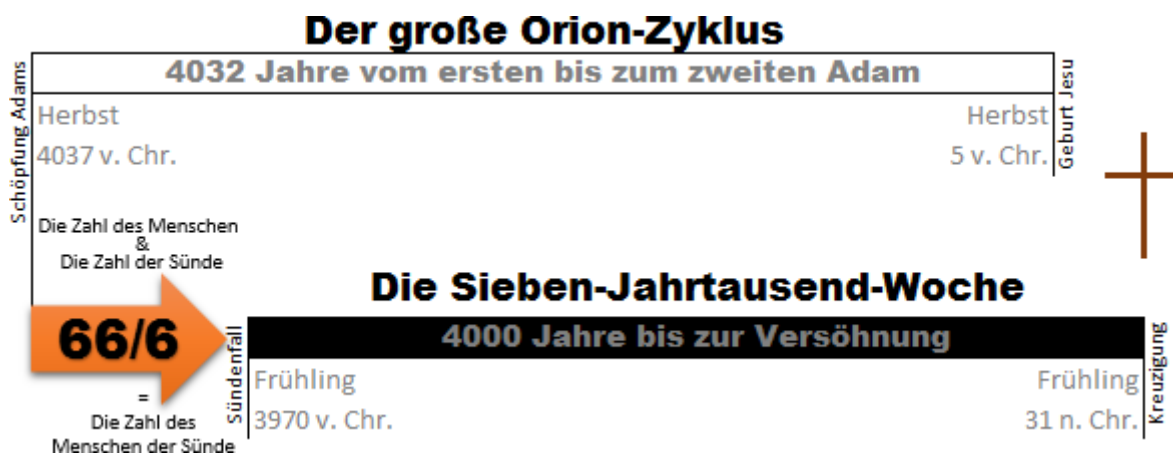 Der große Orion-Zyklus
4032 Jahre vom ersten bis zum zweiten Adam
Schöpfung Adams
Herbst
4037 v. Chr.
Herbst
5 v. Chr.
Geburt Jesu
Die Zahl des Menschen
&
Die Zahl der Sünde
66/6
=
Die Zahl des
Menschen der Sünde
Die Sieben-Jahrtausend-Woche
4000 Jahre bis zur Versöhnung
Sündenfall
Frühling
3970 v. Chr.
Frühling
31 n. Chr.
Kreuzigung